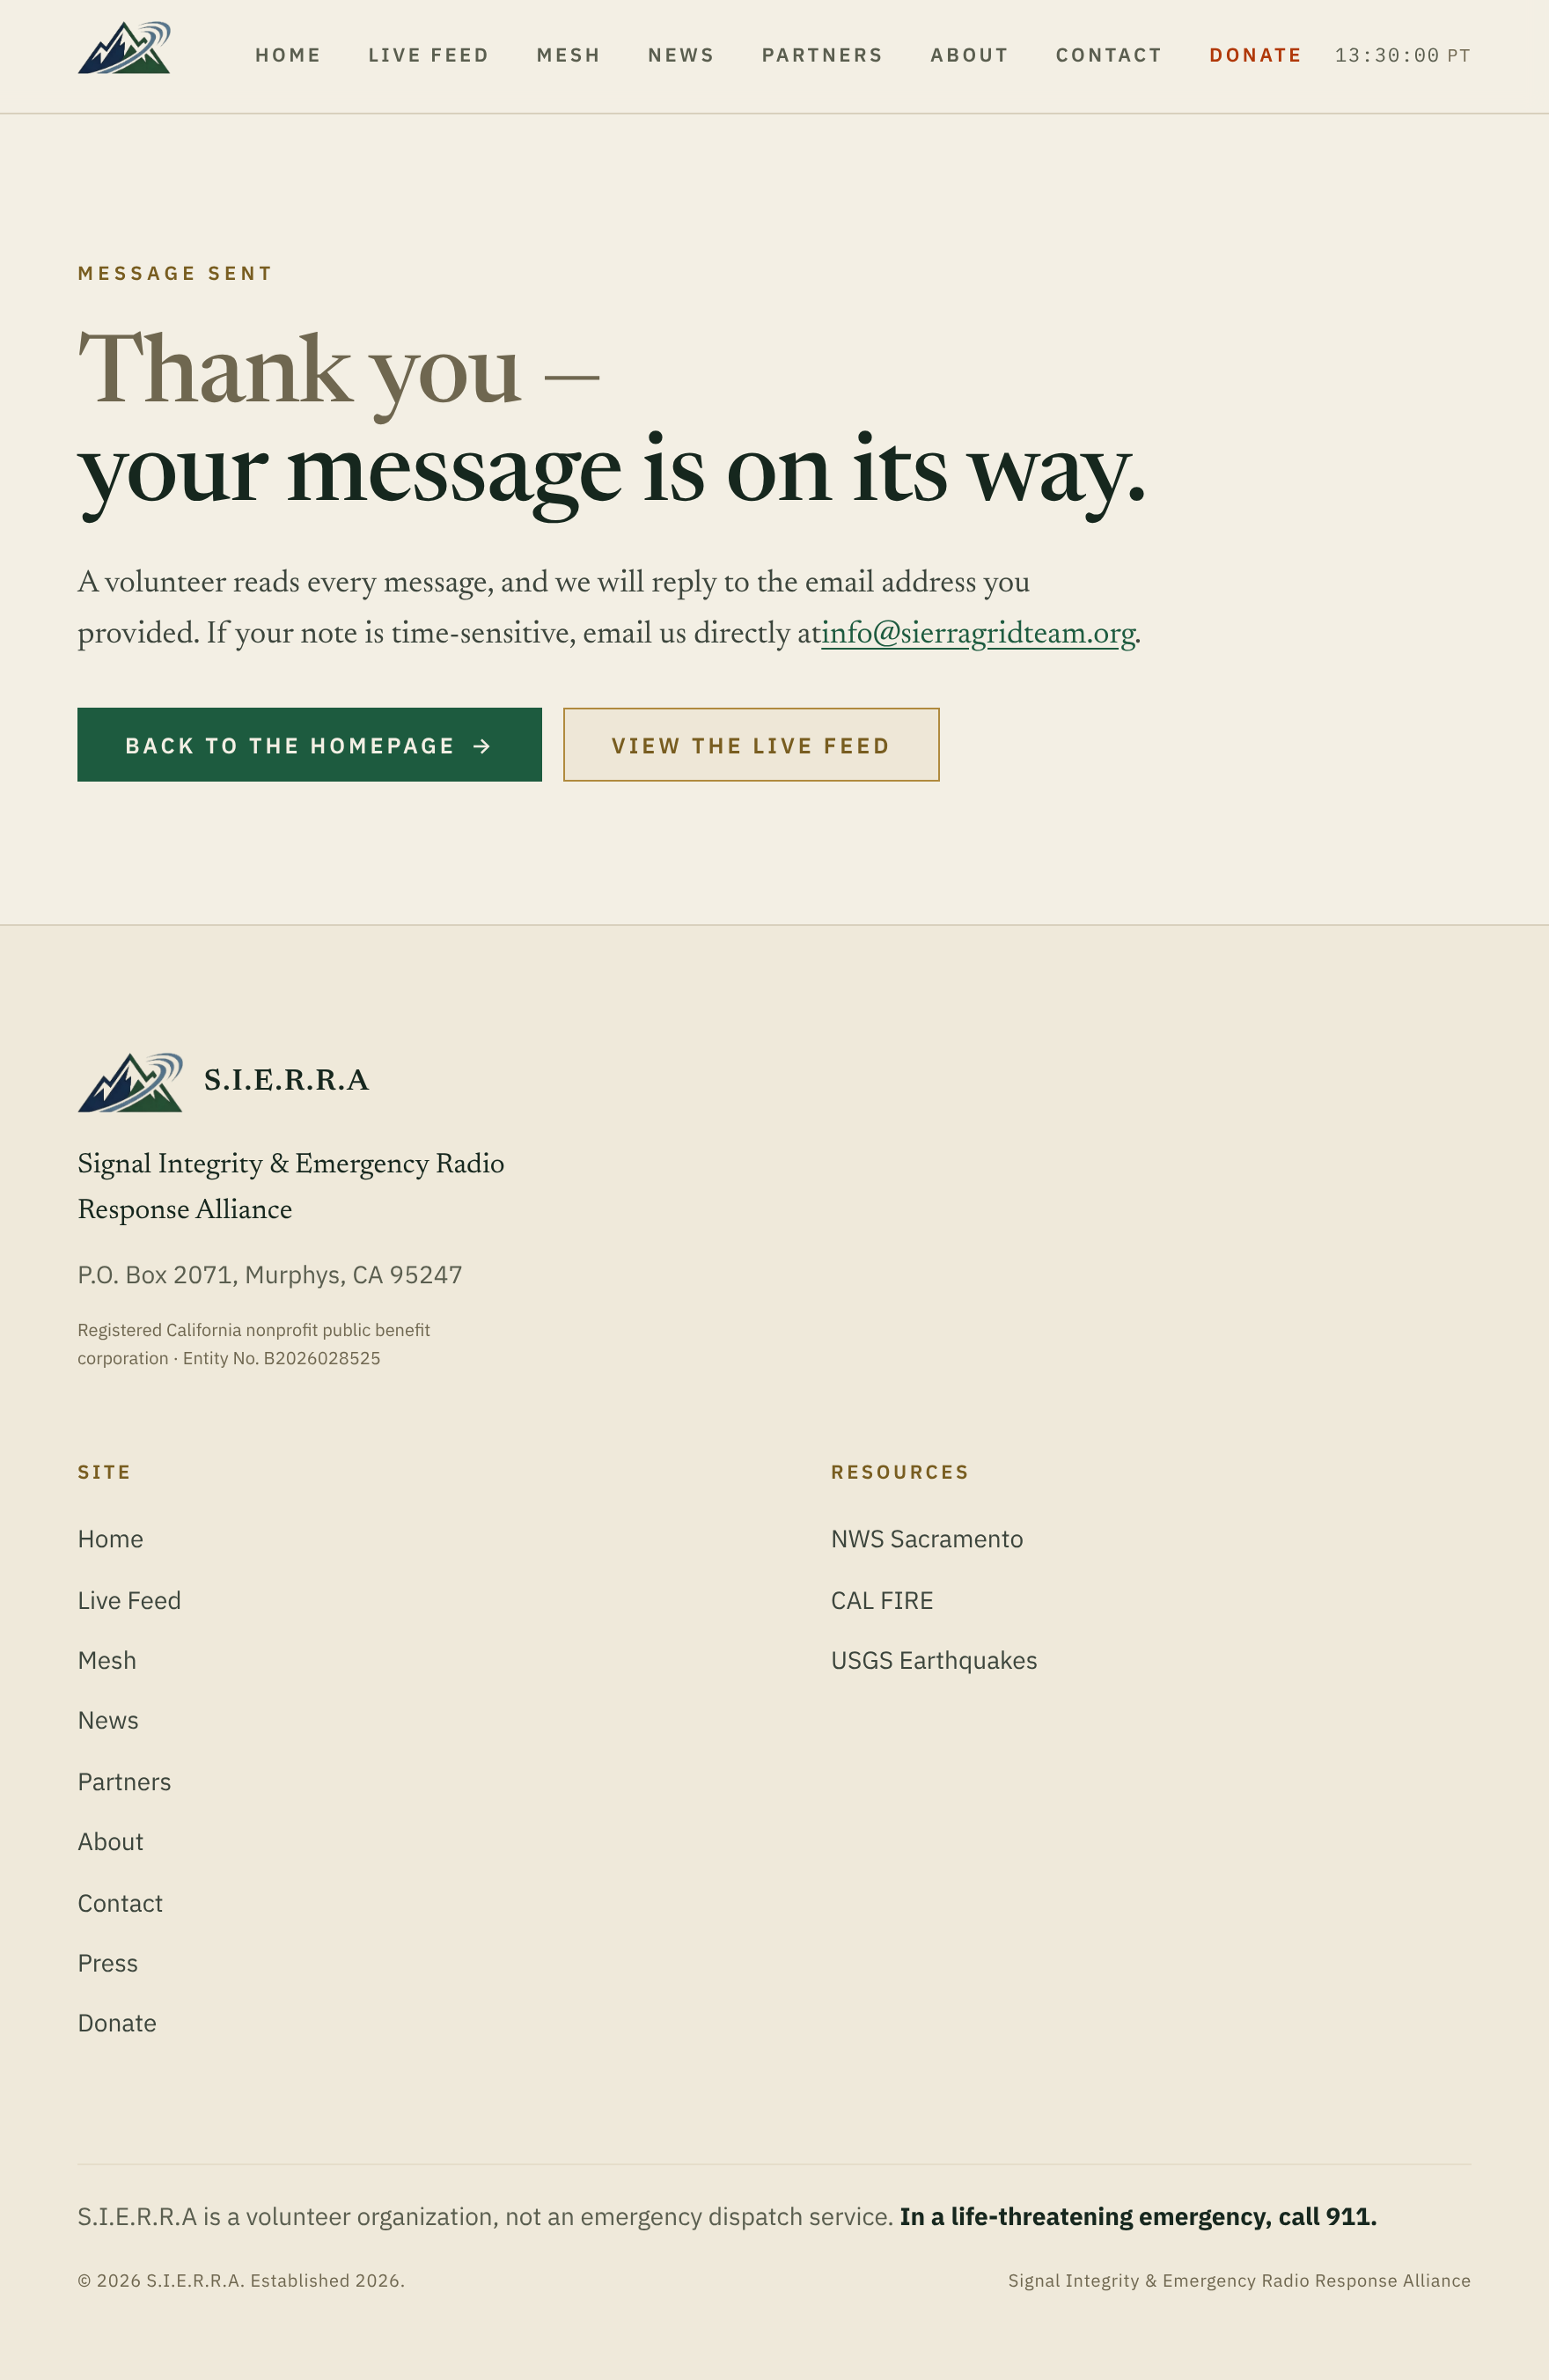 HOME LIVE FEED MESH NEWS PARTNERS ABOUT CONTACT DONATE 13:30:00 PT
MESSAGE SENT
Thank you —
your message is on its way.
A volunteer reads every message, and we will reply to the email address you
provided. If your note is time-sensitive, email us directly atinfo@sierragridteam.org.
BACK TO THE HOMEPAGE → VIEW THE LIVE FEED
S.I.E.R.R.A
Signal Integrity & Emergency Radio
Response Alliance
P.O. Box 2071, Murphys, CA 95247
Registered California nonprofit public benefit
corporation · Entity No. B2026028525
SITE
Home
Live Feed
Mesh
News
Partners
About
Contact
Press
Donate
RESOURCES
NWS Sacramento
CAL FIRE
USGS Earthquakes
S.I.E.R.R.A is a volunteer organization, not an emergency dispatch service. In a life-threatening emergency, call 911.
© 2026 S.I.E.R.R.A. Established 2026.
Signal Integrity & Emergency Radio Response Alliance